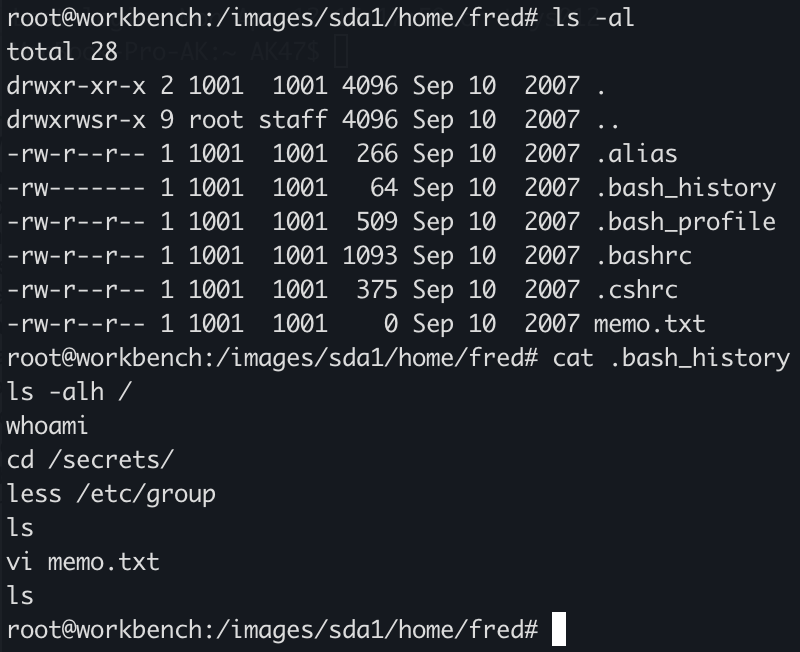 root@workbench:/images/sda1/home/fred# ls -al
total 28
drwxr-xr-x 2 1001  1001 4096 Sep 10  2007 .
drwxrwsr-x 9 root staff 4096 Sep 10  2007 ..
-rw-r--r-- 1 1001  1001  266 Sep 10  2007 .alias
-rw------- 1 1001  1001   64 Sep 10  2007 .bash_history
-rw-r--r-- 1 1001  1001  509 Sep 10  2007 .bash_profile
-rw-r--r-- 1 1001  1001 1093 Sep 10  2007 .bashrc
-rw-r--r-- 1 1001  1001  375 Sep 10  2007 .cshrc
-rw-r--r-- 1 1001  1001    0 Sep 10  2007 memo.txt
root@workbench:/images/sda1/home/fred# cat .bash_history
ls -alh /
whoami
cd /secrets/
less /etc/group
ls
vi memo.txt
ls
root@workbench:/images/sda1/home/fred#